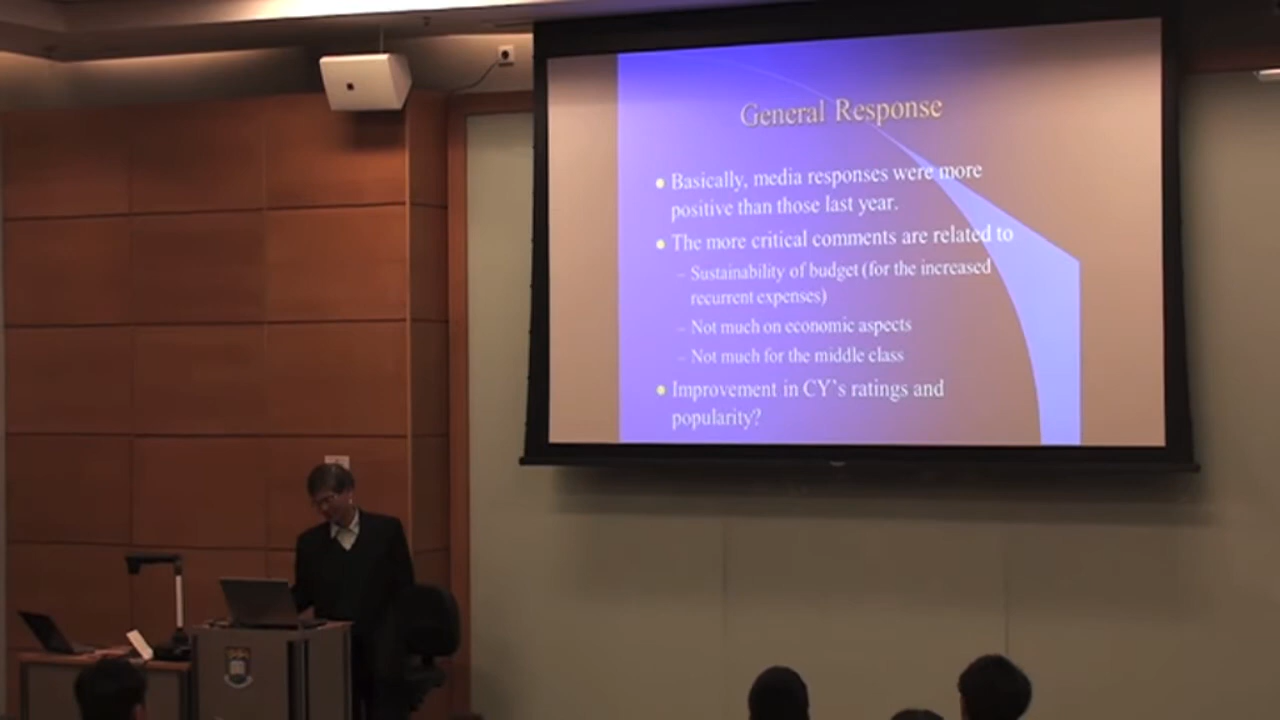 General Response
Basically, media responses were more
positive than those last year.
The more critical comments are related to
– Sustainability of budget (for the increased
recurrent expenses)
– Not much on economic aspects
– Not much for the middle class
Improvement in CY's ratings and
popularity?